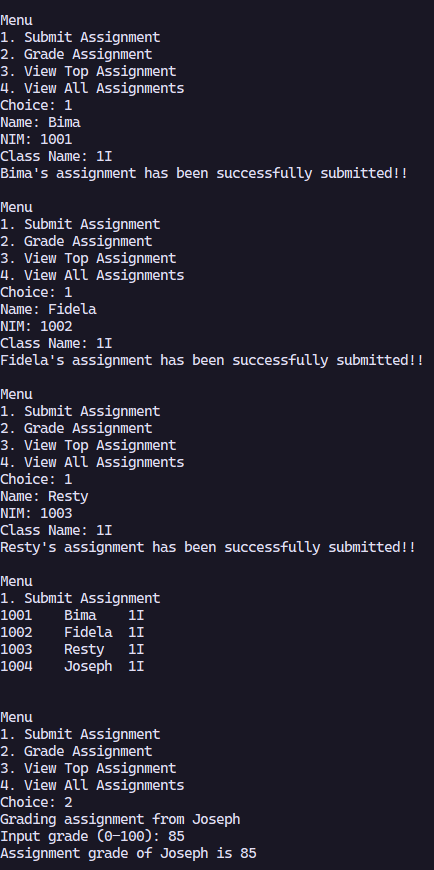 Menu
1. Submit Assignment
2. Grade Assignment
3. View Top Assignment
4. View All Assignments
Choice: 1
Name: Bima
NIM: 1001
Class Name: 1I
Bima's assignment has been successfully submitted!!
Menu
1. Submit Assignment
2. Grade Assignment
3. View Top Assignment
4. View All Assignments
Choice: 1
Name: Fidela
NIM: 1002
Class Name: 1I
Fidela's assignment has been successfully submitted!!
Menu
1. Submit Assignment
2. Grade Assignment
3. View Top Assignment
4. View All Assignments
Choice: 1
Name: Resty
NIM: 1003
Class Name: 1I
Resty's assignment has been successfully submitted!!
Menu
1. Submit Assignment
1001 Bima 1I
1002 Fidela 1I
1003 Resty 1I
1004 Joseph 1I
Menu
1. Submit Assignment
2. Grade Assignment
3. View Top Assignment
4. View All Assignments
Choice: 2
Grading assignment from Joseph
Input grade (0-100): 85
Assignment grade of Joseph is 85